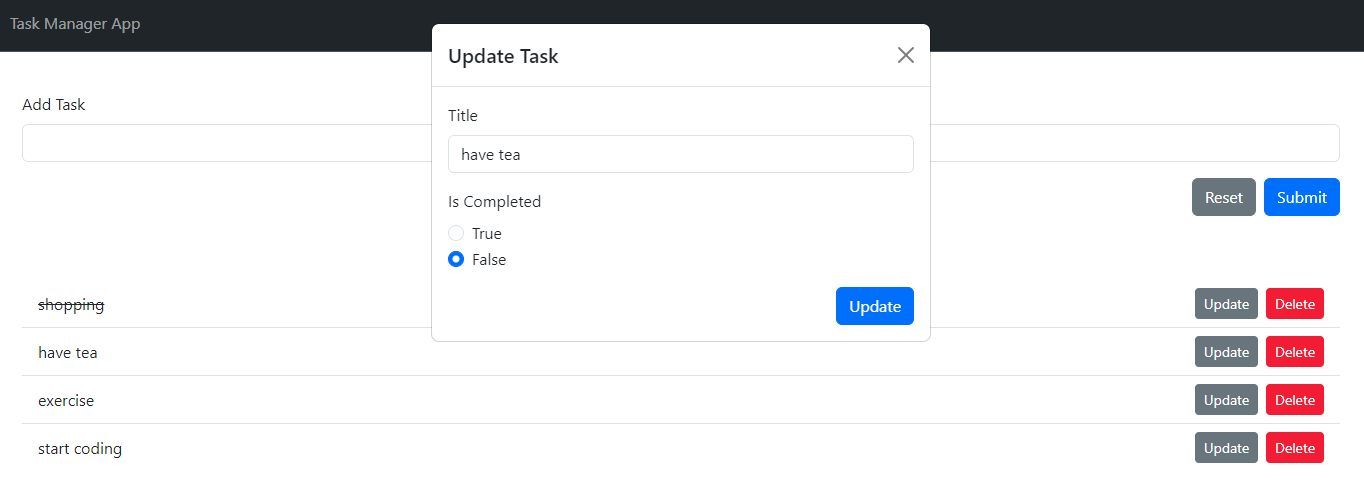 Task Manager App
Update Task
Title
have tea
Is Completed
True
False
Update
Add Task
Reset Submit
shopping Update Delete
have tea Update Delete
exercise Update Delete
start coding Update Delete